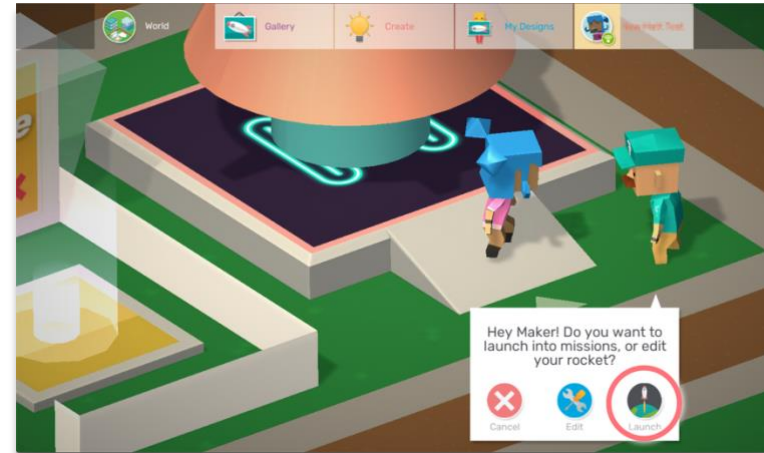 World
Gallery
Create
My Designs
Hey Maker! Do you want to
launch into missions, or edit
your rocket?
Cancel
Edit
Launch